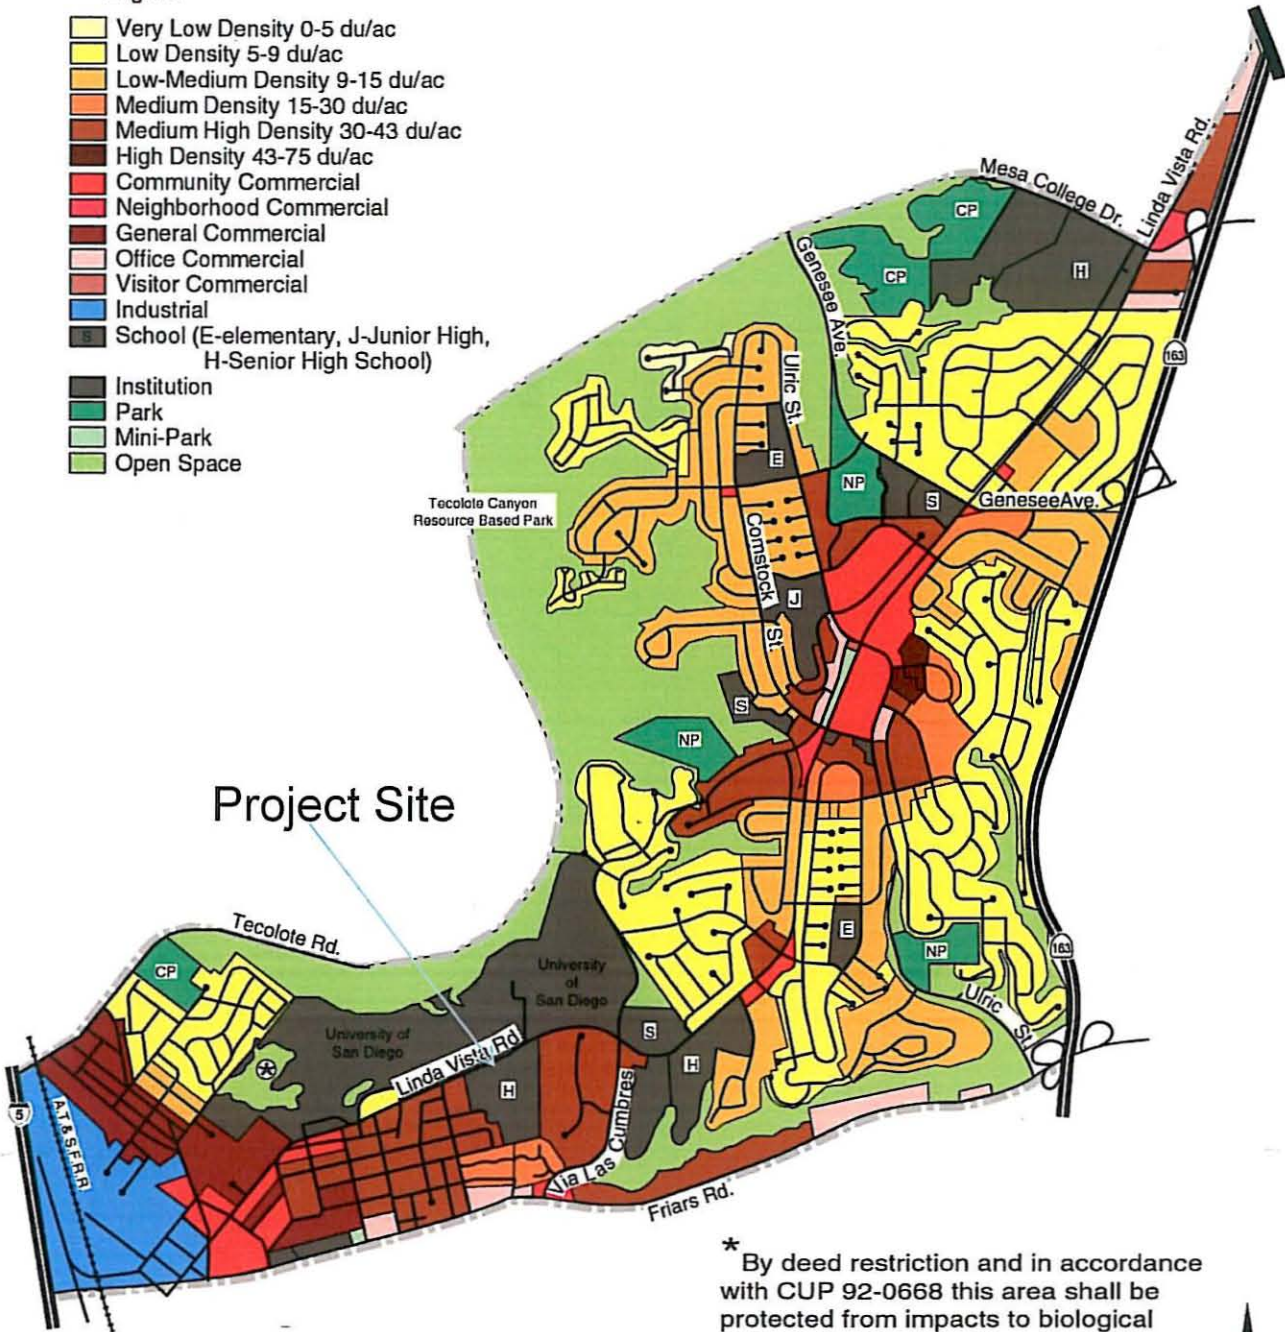 Very Low Density 0-5 du/ac
Low Density 5-9 du/ac
Low-Medium Density 9-15 du/ac
Medium Density 15-30 du/ac
Medium High Density 30-43 du/ac
High Density 43-75 du/ac
Community Commercial
Neighborhood Commercial
General Commercial
Office Commercial
Visitor Commercial
Industrial
S School (E-elementary, J-Junior High,
H-Senior High School)
Institution
Park
Mini-Park
Open Space
Mesa College Dr.
Linda Vista Rd.
CP
CP
H
Genesee Ave.
163
Ulric St.
E
NP
S
GeneseeAve.
Tecolote Canyon
Resource Based Park
Comstock
St.
J
S
NP
Project Site
Tecolote Rd.
CP
University
of
San Diego
University of
San Diego
Linda Vista Rd
E
NP
163
Ulric
St.
S
H
H
Via Las Cumbres
Friars Rd.
5
A.T.&S.F.R.R.
*
* By deed restriction and in accordance
with CUP 92-0668 this area shall be
protected from impacts to biological